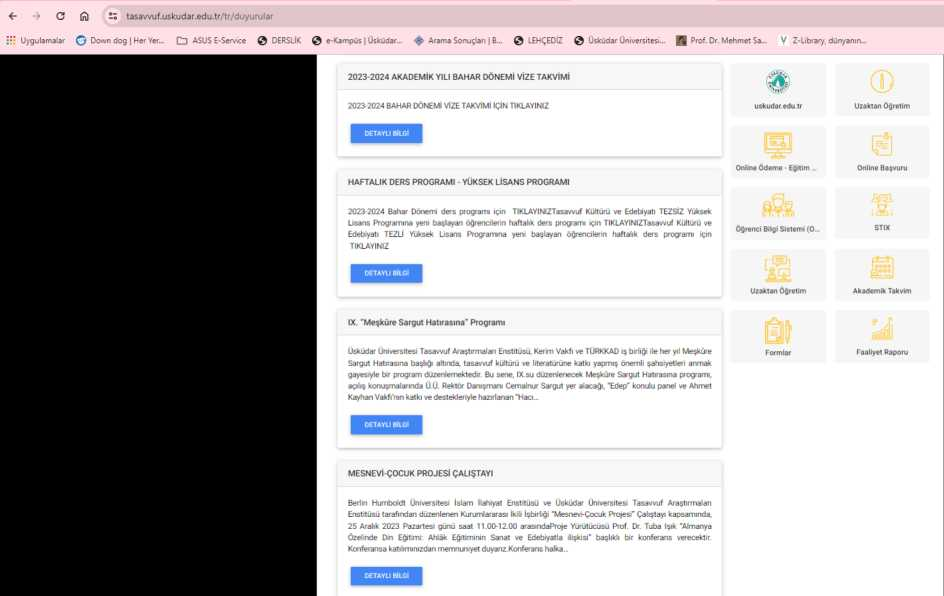 tasavvuf.uskudar.edu.tr/tr/duyurular
Uygulamalar
Down dog | Her Yer...
ASUS E-Service
DERSLİK
e-Kampüs | Üsküdar...
Arama Sonuçları | B...
LEHÇEDİZ
Üsküdar Üniversitesi...
Prof. Dr. Mehmet Sa...
Z-Library, dünyanın...
2023-2024 AKADEMİK YILI BAHAR DÖNEMİ VİZE TAKVİMİ
2023-2024 BAHAR DÖNEMİ VİZE TAKVİMİ İÇİN TIKLAYINIZ
DETAYLI BİLGİ
HAFTALIK DERS PROGRAMI - YÜKSEK LİSANS PROGRAMI
2023-2024 Bahar Dönemi ders programı için TIKLAYINIZTasavvuf Kültürü ve Edebiyatı TEZSİZ Yüksek
Lisans Programına yeni başlayan öğrencilerin haftalık ders programı için TIKLAYINIZTasavvuf Kültürü ve
Edebiyatı TEZLİ Yüksek Lisans Programına yeni başlayan öğrencilerin haftalık ders programı için
TIKLAYINIZ
DETAYLI BİLGİ
IX. "Meşkûre Sargut Hatırasına" Programı
Üsküdar Üniversitesi Tasavvuf Araştırmaları Enstitüsü, Kerim Vakfı ve TÜRKKAD iş birliği ile her yıl Meşkûre
Sargut Hatırasına başlığı altında, tasavvuf kültürü ve literatürüne katkı yapmış önemli şahsiyetleri anmak
gayesiyle bir program düzenlemektedir. Bu sene, IX.su düzenlenecek Meşkûre Sargut Hatırasına programı,
açılış konuşmalarında Ü.Ü. Rektör Danışmanı Cemalnur Sargut yer alacağı, "Edep" konulu panel ve Ahmet
Kayhan Vakfı'nın katkı ve destekleriyle hazırlanan "Hacı...
DETAYLI BİLGİ
MESNEVİ-ÇOCUK PROJESİ ÇALIŞTAYI
Berlin Humboldt Üniversitesi İslam İlahiyat Enstitüsü ve Üsküdar Üniversitesi Tasavvuf Araştırmaları
Enstitüsü tarafından düzenlenen Kurumlararası İkili İşbirliği "Mesnevi-Çocuk Projesi" Çalıştayı kapsamında,
25 Aralık 2023 Pazartesi günü saat 11.00-12.00 arasındaProje Yürütücüsü Prof. Dr. Tuba Işık "Almanya
Özelinde Din Eğitimi: Ahlâk Eğitiminin Sanat ve Edebiyatla ilişkisi" başlıklı bir konferans verecektir.
Konferansa katılımınızdan memnuniyet duyarız.Konferans halka...
DETAYLI BİLGİ
uskudar.edu.tr
Uzaktan Öğretim
Online Ödeme - Eğitim ...
Online Başvuru
Öğrenci Bilgi Sistemi (O...
STIX
Uzaktan Öğretim
Akademik Takvim
Formlar
Faaliyet Raporu